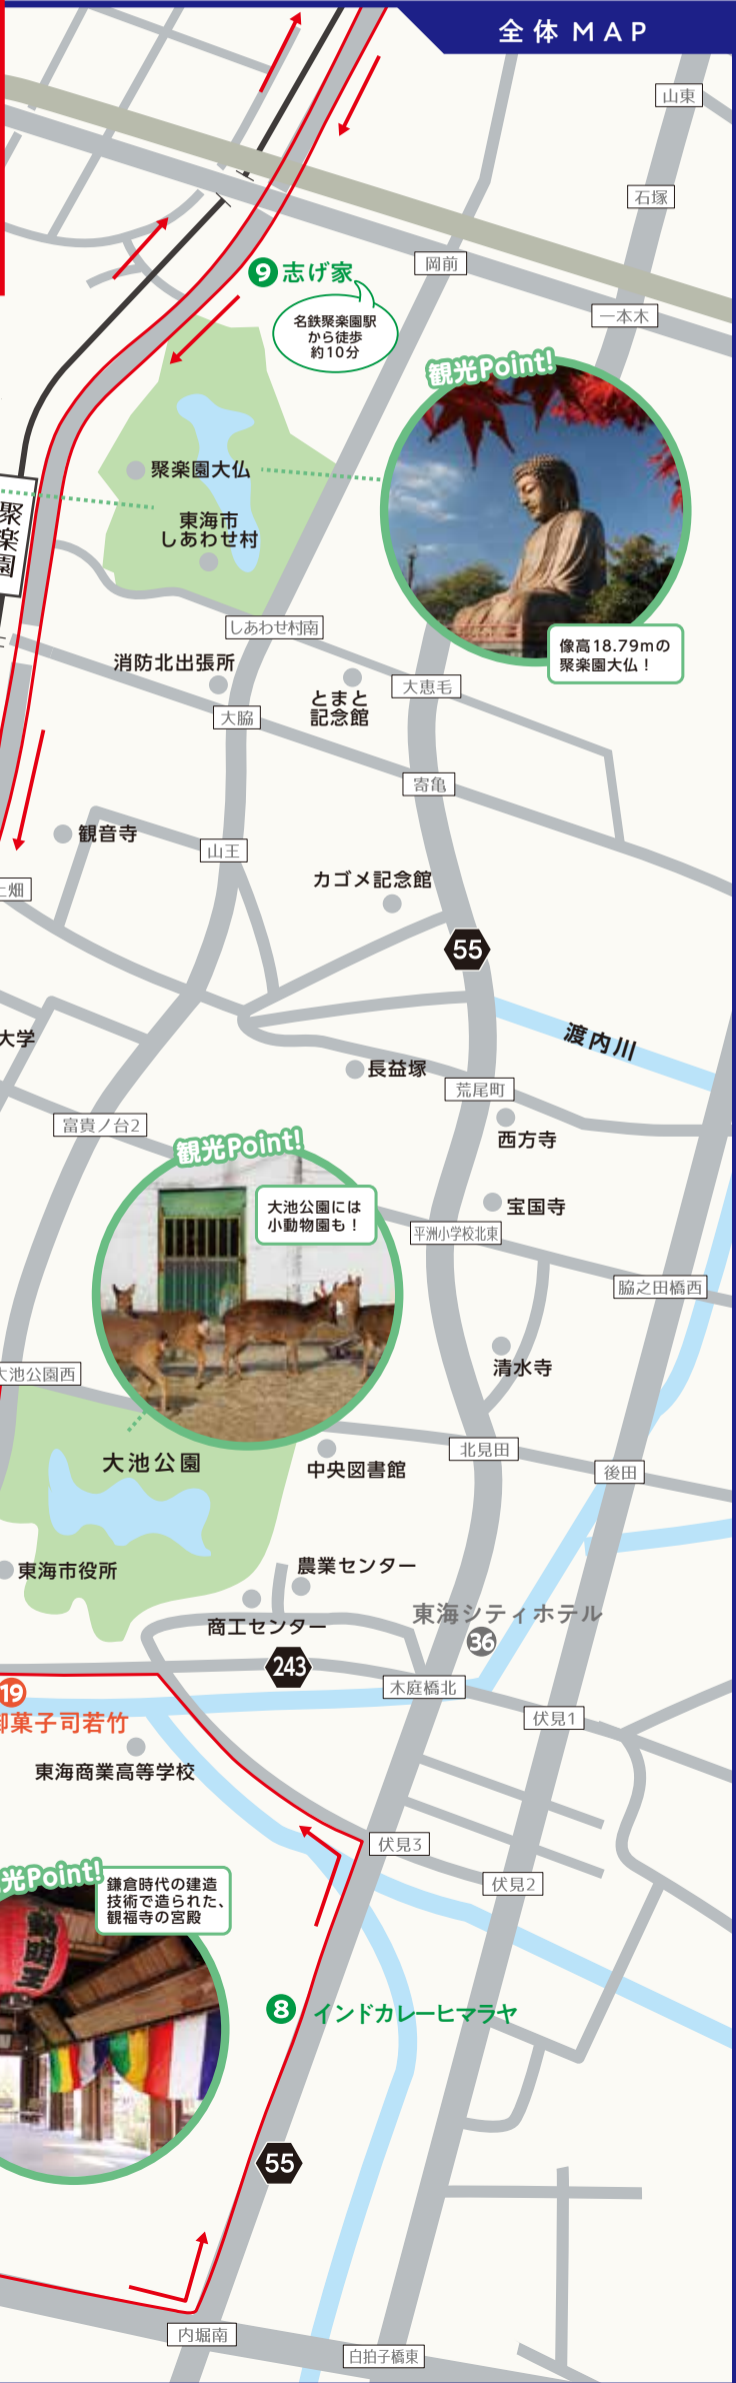 全体MAP
山東
石塚
岡前
一本木
9 志げ家
名鉄聚楽園駅
から徒歩
約10分
観光Point!
聚楽園大仏
東海市
しあわせ村
聚楽園
像高18.79mの
聚楽園大仏！
しあわせ村南
消防北出張所
とまと
記念館
大恵毛
大脇
寄亀
観音寺
山王
カゴメ記念館
上畑
55
渡内川
大学
長益塚
荒尾町
富貴ノ台2
西方寺
観光Point!
大池公園には
小動物園も！
宝国寺
平洲小学校北東
脇之田橋西
清水寺
大池公園西
北見田
大池公園
中央図書館
後田
東海市役所
農業センター
東海シティホテル
36
商工センター
243
木庭橋北
19
御菓子司若竹
伏見1
東海商業高等学校
伏見3
光Point!
鎌倉時代の建造
技術で造られた、
観福寺の宮殿
伏見2
明王
8 インドカレーヒマラヤ
55
内堀南
白拍子橋東